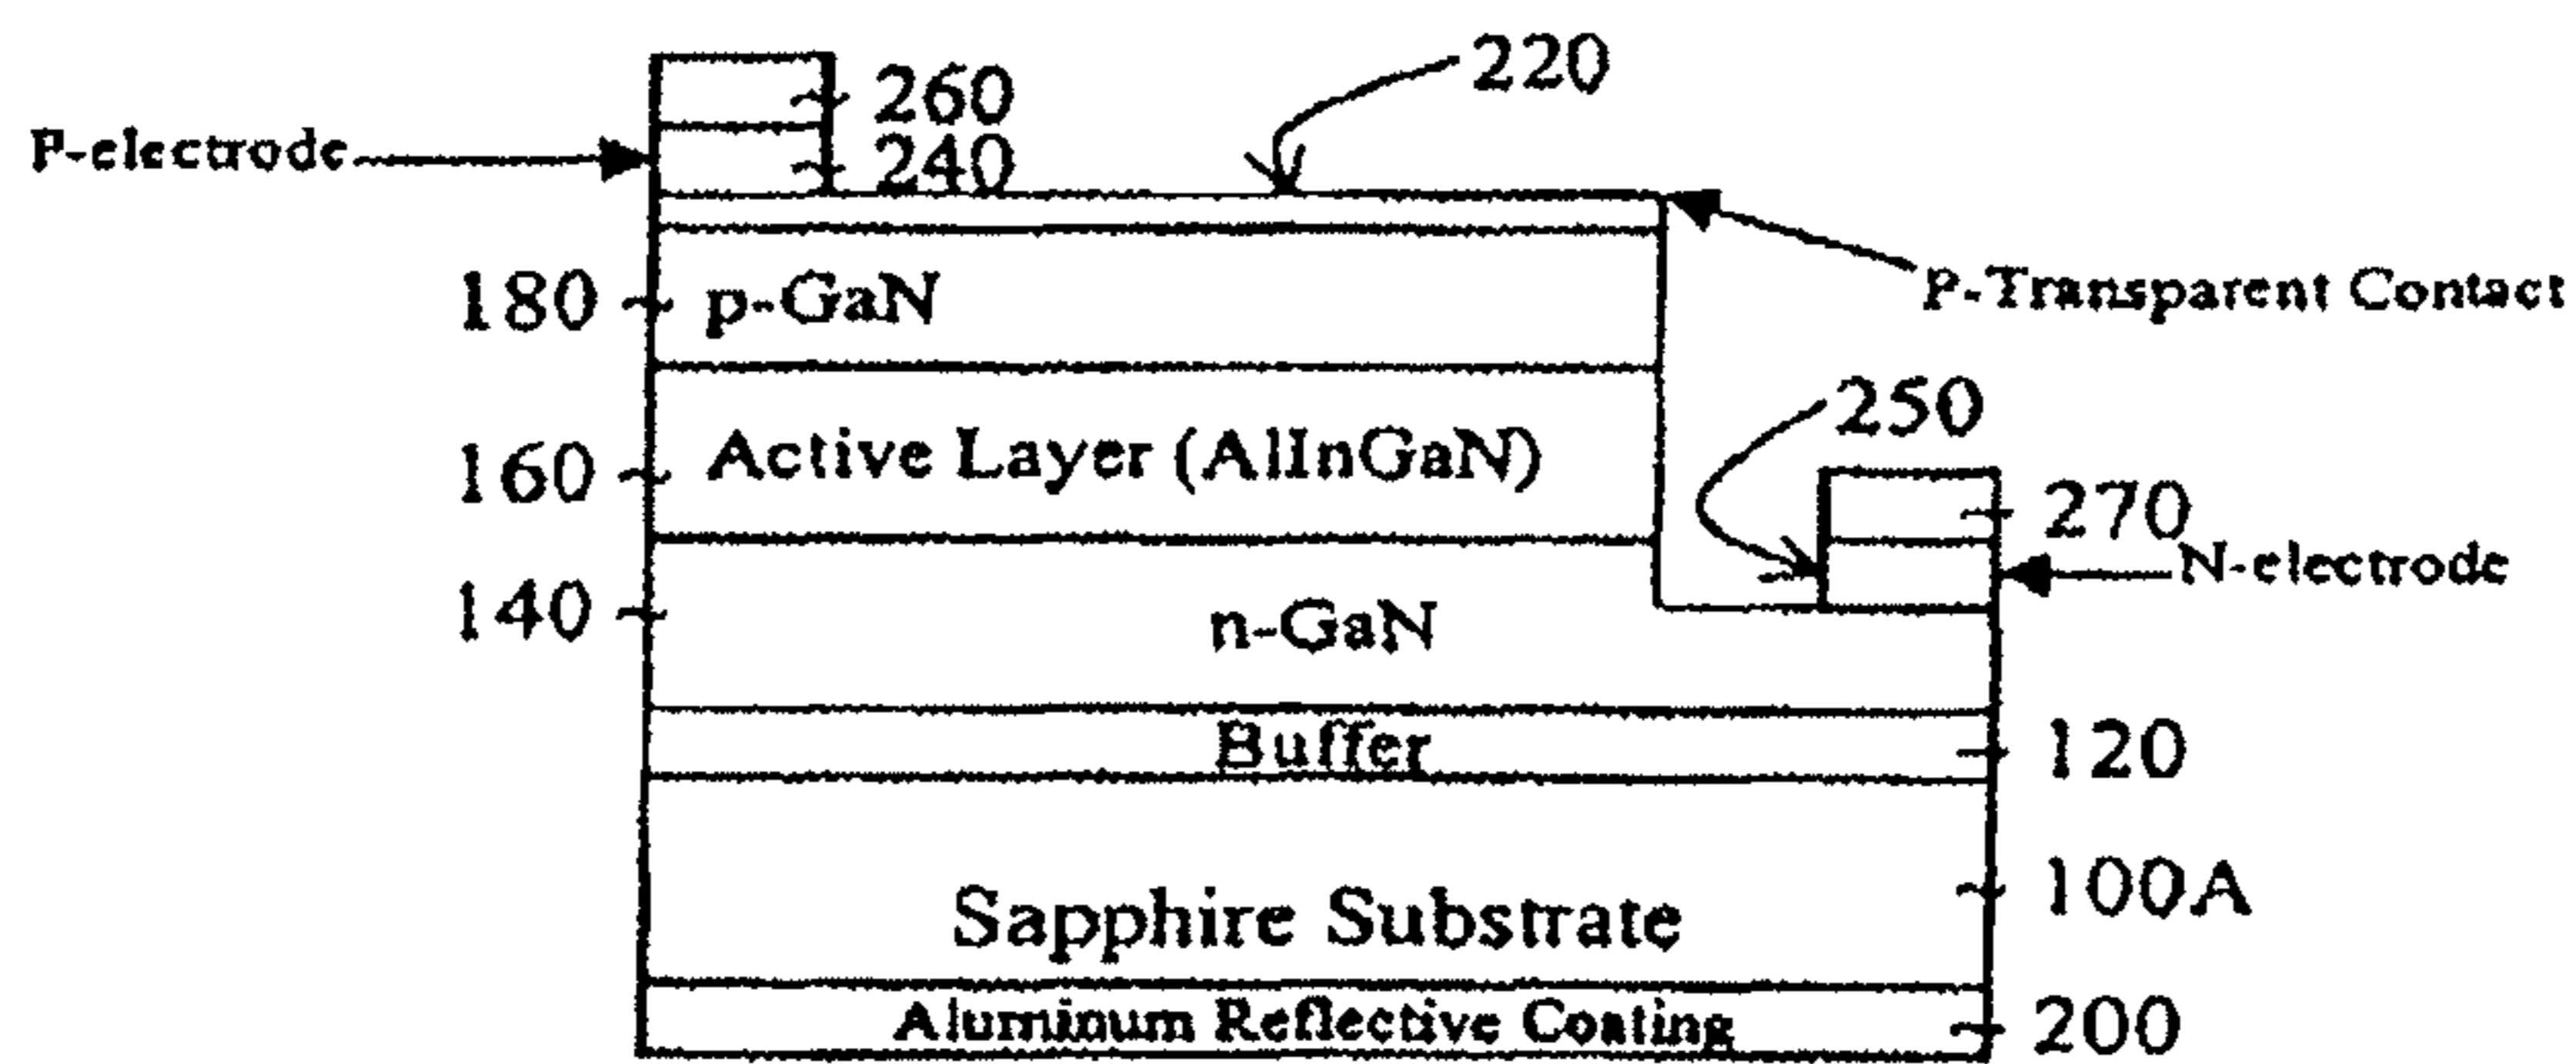 220
260
P-electrode
240
P-Transparent Contact
180 p-GaN
250
160 Active Layer (AlInGaN)
270
N-electrode
140 n-GaN
Buffer 120
100A
Sapphire Substrate
Aluminum Reflective Coating 200